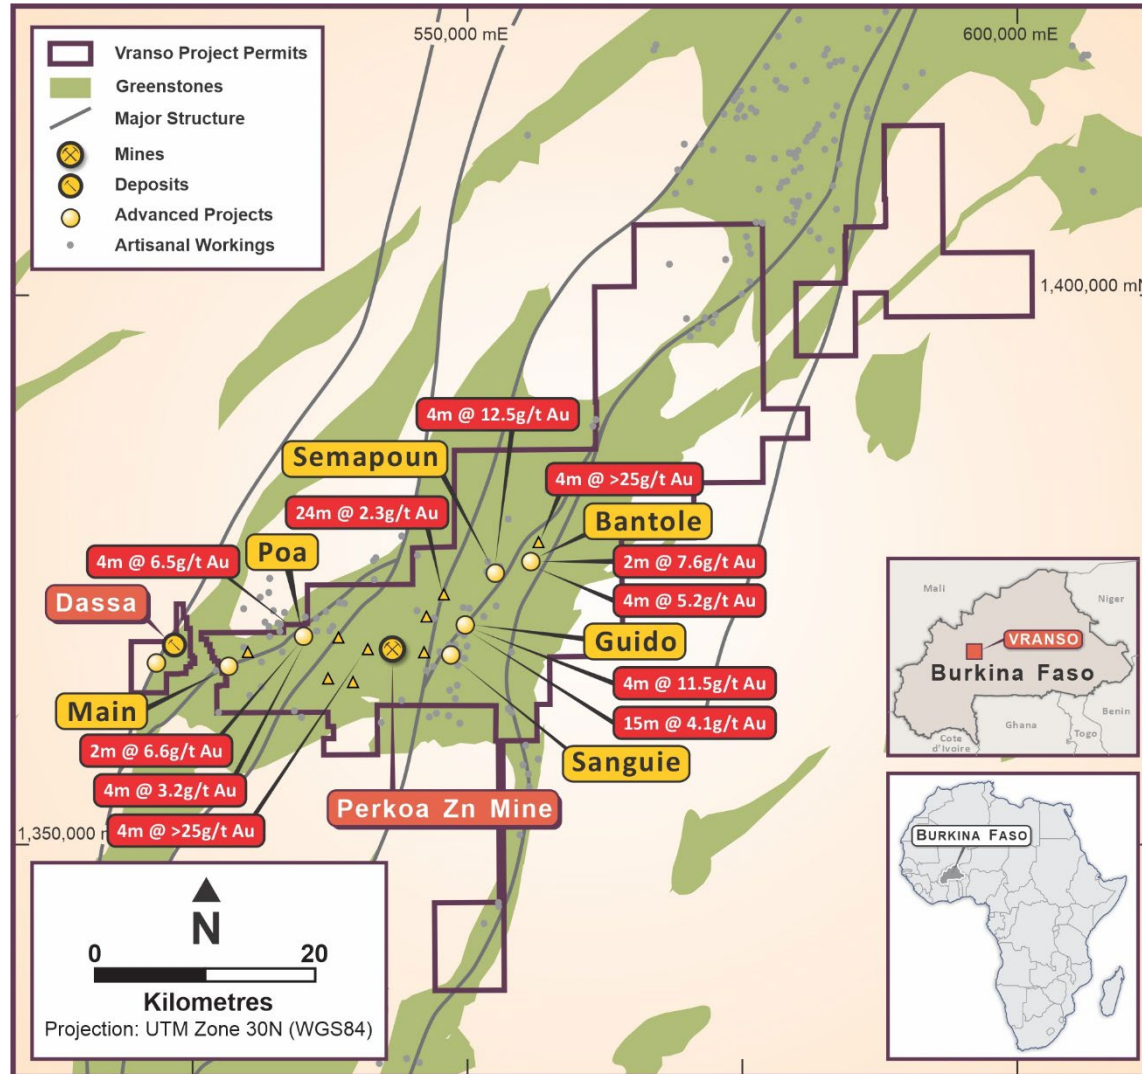 550,000 mE
600,000 mE
Vranso Project Permits
Greenstones
Major Structure
Mines
Deposits
Advanced Projects
Artisanal Workings
1,400,000 mN
4m @ 12.5g/t Au
Semapoun
4m @ >25g/t Au
24m @ 2.3g/t Au
Bantole
Poa
4m @ 6.5g/t Au
2m @ 7.6g/t Au
Dassa
4m @ 5.2g/t Au
Guido
4m @ 11.5g/t Au
Main
15m @ 4.1g/t Au
2m @ 6.6g/t Au
Sanguie
4m @ 3.2g/t Au
Perkoa Zn Mine
4m @ >25g/t Au
1,350,000 m
Mali
Niger
VRANSO
Burkina Faso
Benin
Ghana
Togo
Cote
d'Ivoire
BURKINA FASO
N
0 20
Kilometres
Projection: UTM Zone 30N (WGS84)